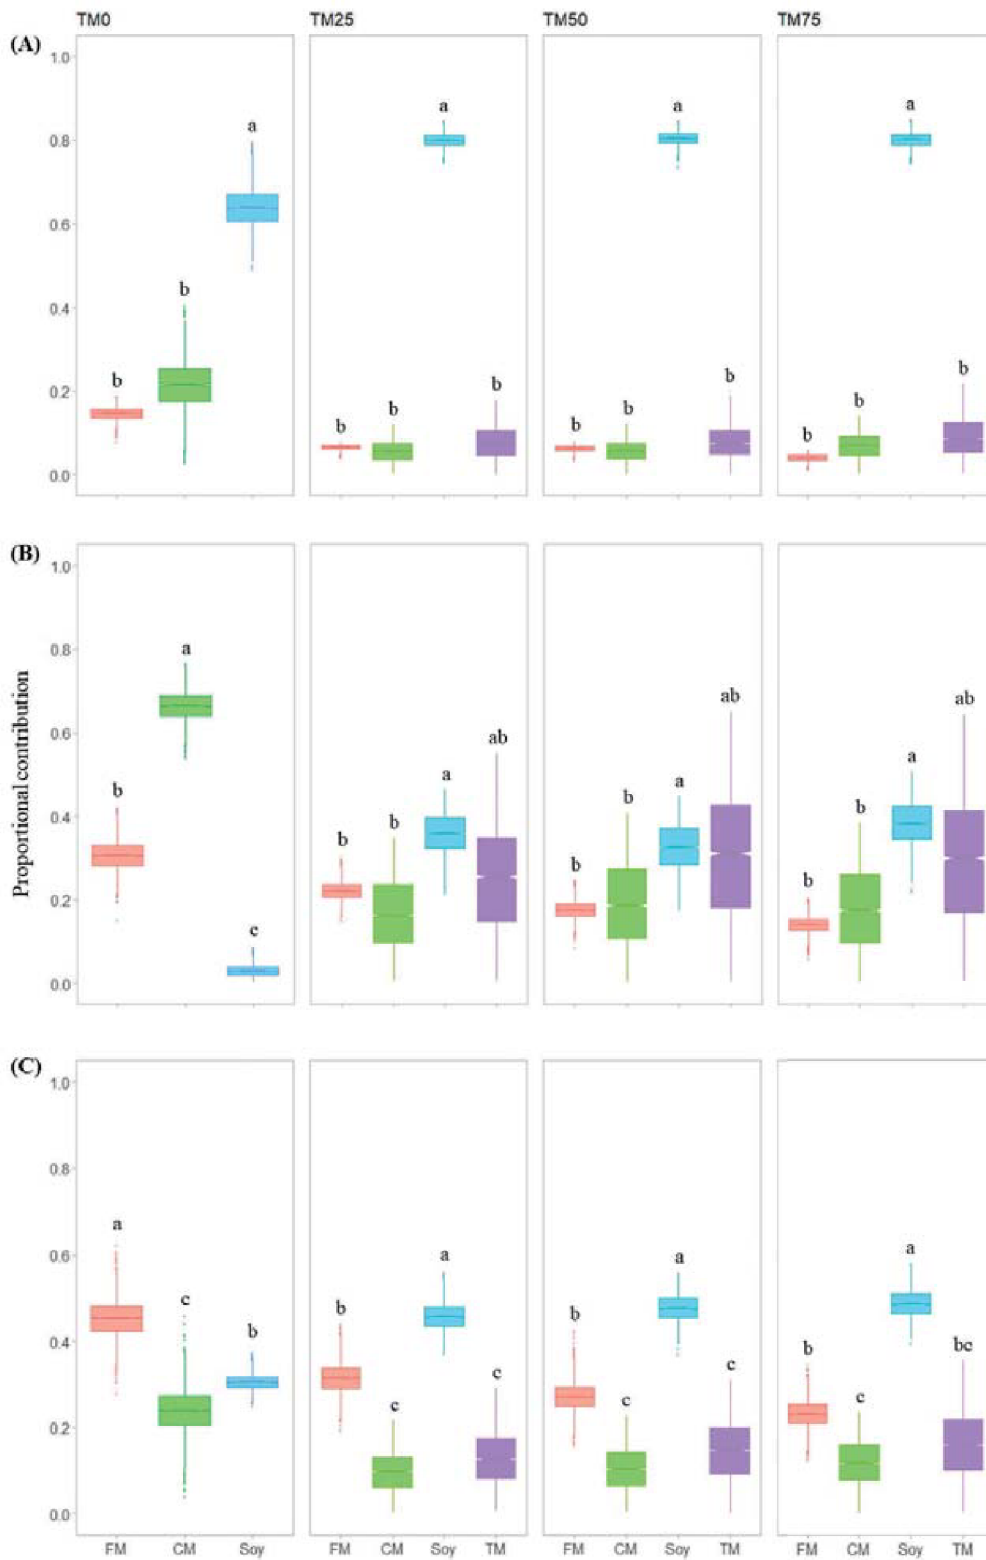 TM0 TM25 TM50 TM75
(A)
1.0
a a a
a
0.8
0.6
0.4
b
b b b b
0.2
b b b b b b
0.0
(B)
1.0
0.8
a
ab ab
0.6
ab
b a a a
0.4
b b b b b b
c
0.2
0.0
Proportional contribution
(C)
1.0
0.8
a
0.6
a a a
c b
b b b bc
0.4
c c c c c
0.2
0.0
FM CM Soy FM CM Soy TM FM CM Soy TM FM CM Soy TM